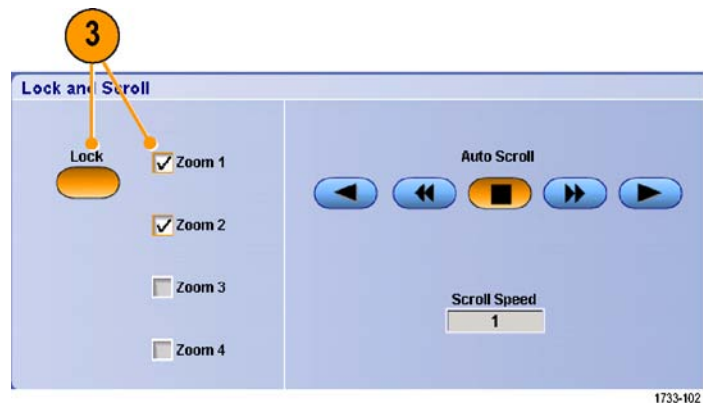 3
Lock and Scroll
Lock
Zoom 1
Auto Scroll
Zoom 2
Zoom 3
Scroll Speed
1
Zoom 4
1733-102